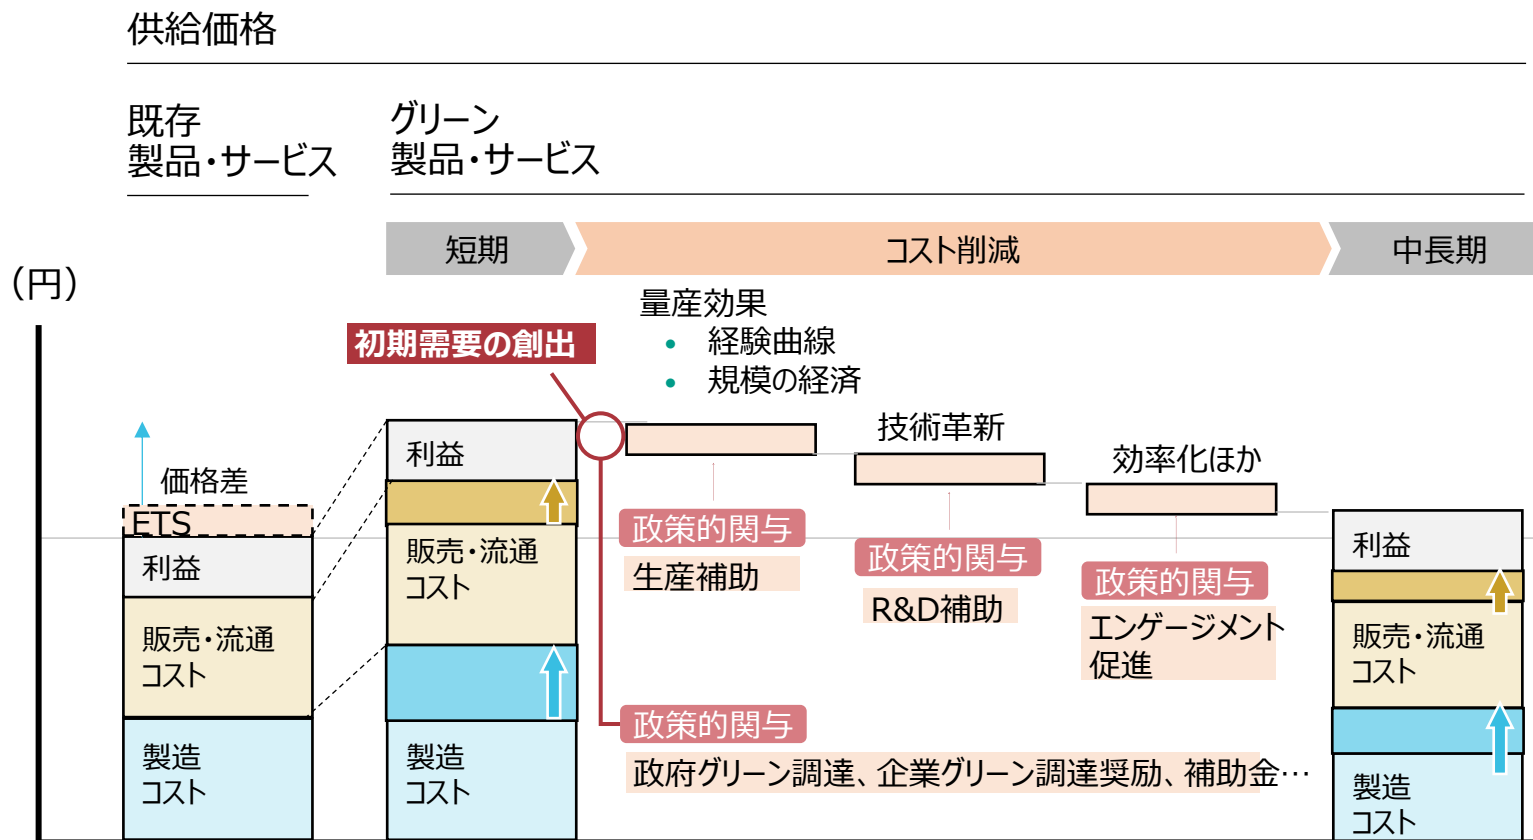 供給価格
既存
製品・サービス
グリーン
製品・サービス
短期
コスト削減
中長期
（円）
量産効果
• 経験曲線
• 規模の経済
初期需要の創出
技術革新
効率化ほか
価格差
ETS
利益
販売・流通
コスト
製造
コスト
利益
販売・流通
コスト
製造
コスト
政策的関与
生産補助
政策的関与
R&D補助
政策的関与
エンゲージメント
促進
政策的関与
政府グリーン調達、企業グリーン調達奨励、補助金…
利益
販売・流通
コスト
製造
コスト